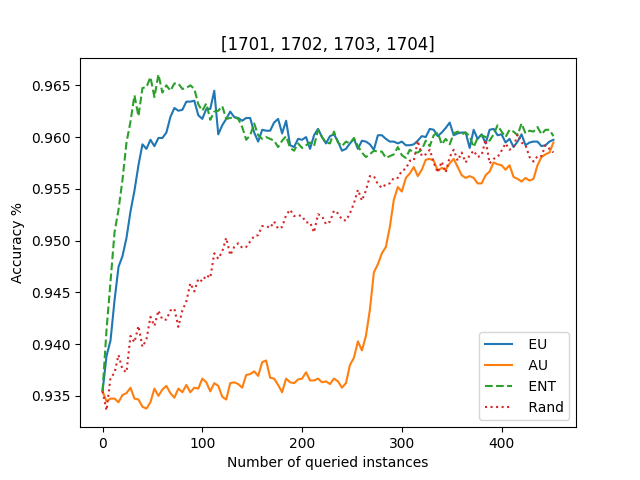 [1701, 1702, 1703, 1704]
Accuracy %
0.965
0.960
0.955
0.950
0.945
0.940
0.935
0
100
200
300
400
Number of queried instances
EU
AU
ENT
Rand